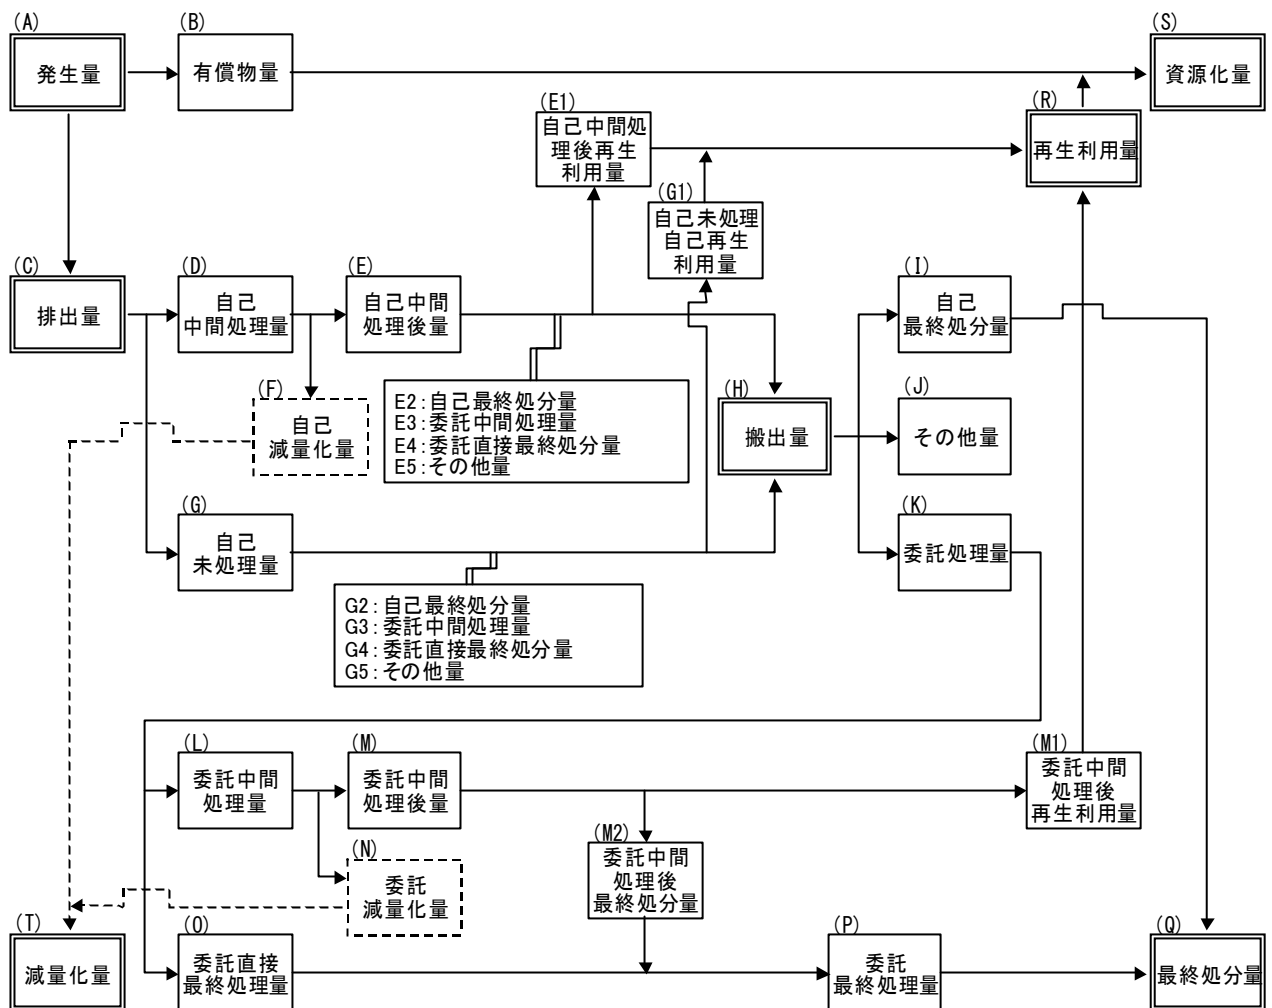 (A)
発生量
(B)
有償物量
(S)
資源化量
(E1)
自己中間処
理後再生
利用量
(R)
再生利用量
(G1)
自己未処理
自己再生
利用量
(C)
排出量
(D)
自己
中間処理量
(E)
自己中間
処理後量
(I)
自己
最終処分量
(F)
自己
減量化量
E2:自己最終処分量
E3:委託中間処理量
E4:委託直接最終処分量
E5:その他量
(H)
搬出量
(J)
その他量
(G)
自己
未処理量
(K)
委託処理量
G2:自己最終処分量
G3:委託中間処理量
G4:委託直接最終処分量
G5:その他量
(L)
委託中間
処理量
(M)
委託中間
処理後量
(M1)
委託中間
処理後
再生利用量
(M2)
委託中間
処理後
最終処分量
(N)
委託
減量化量
(T)
減量化量
(O)
委託直接
最終処理量
(P)
委託
最終処理量
(Q)
最終処分量